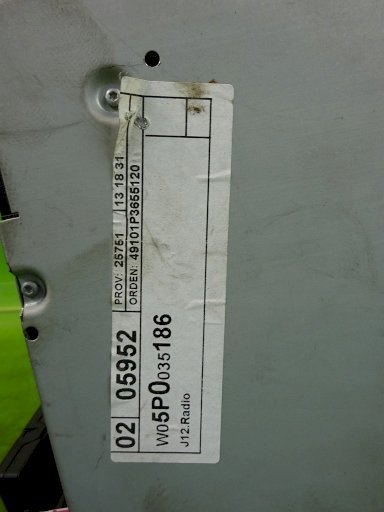 PROV: 25751 / 13 18 31
ORDEN: 49101P3655120
02 05952
W05P0035186
J12.Radio